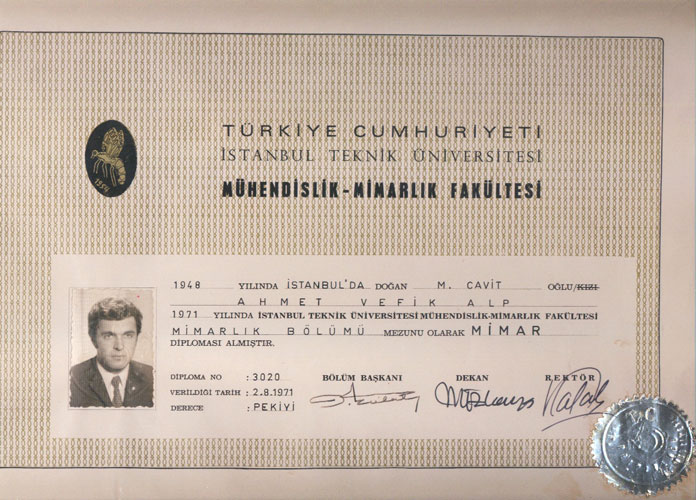 TÜRKİYE CUMHURİYETİ
İSTANBUL TEKNİK ÜNİVERSİTESİ
MÜHENDİSLİK-MİMARLIK FAKÜLTESİ
1948 YILINDA İSTANBUL'DA DOĞAN M. CAVİT OĞLU/KIZI
AHMET VEFİK ALP
1971 YILINDA İSTANBUL TEKNİK ÜNİVERSİTESİ MÜHENDİSLİK-MİMARLIK FAKÜLTESİ
MİMARLIK BÖLÜMÜ MEZUNU OLARAK MİMAR
DİPLOMASI ALMIŞTIR.
DİPLOMA NO : 3020 BÖLÜM BAŞKANI DEKAN REKTÖR
VERİLDİĞİ TARİH : 2.8.1971
DERECE : PEKİYİ